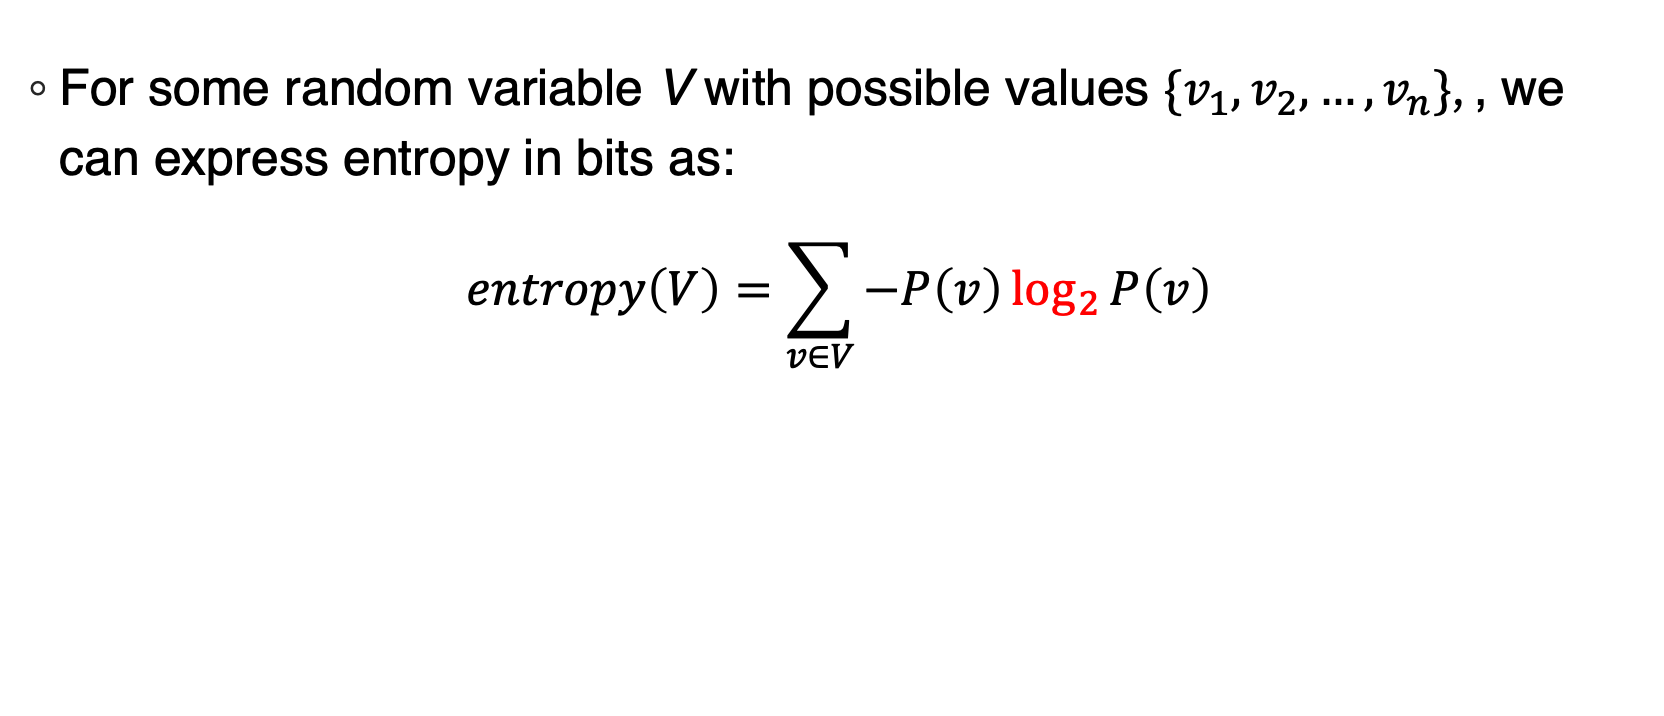 ◦ For some random variable V with possible values {v₁, v₂, … , vₙ}, , we
can express entropy in bits as:
entropy(V) = ∑ −P(v) log₂ P(v)
v∈V